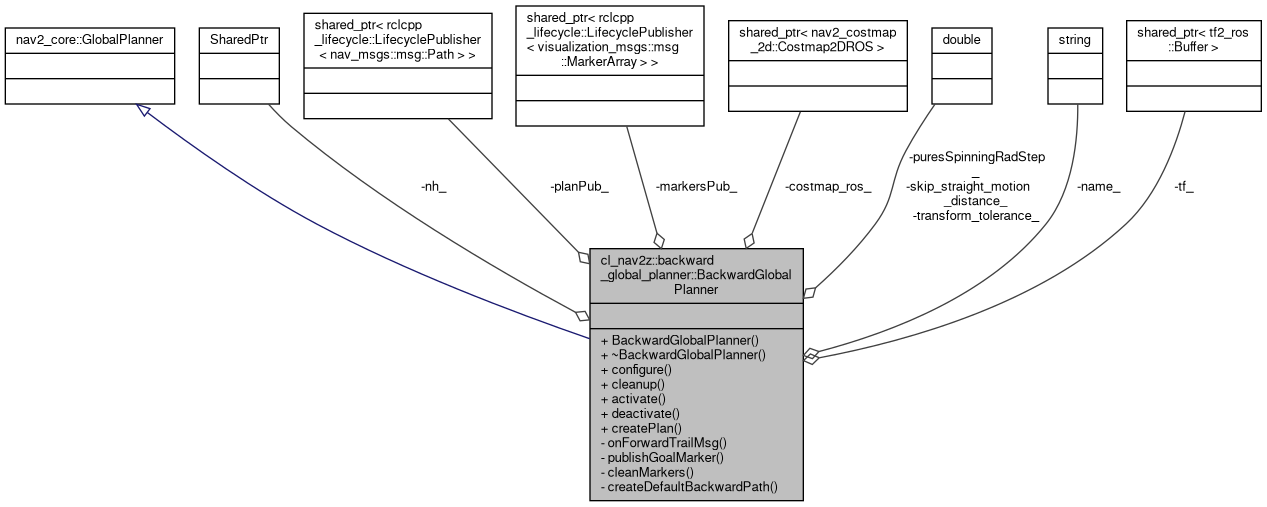 nav2_core::GlobalPlanner
SharedPtr
shared_ptr< rclcpp
_lifecycle::LifecyclePublisher
< nav_msgs::msg::Path > >
shared_ptr< rclcpp
_lifecycle::LifecyclePublisher
< visualization_msgs::msg
::MarkerArray > >
shared_ptr< nav2_costmap
_2d::Costmap2DROS >
double
string
shared_ptr< tf2_ros
::Buffer >
-nh_
-planPub_
-markersPub_
-costmap_ros_
-puresSpinningRadStep
_
-skip_straight_motion
_distance_
-transform_tolerance_
-name_
-tf_
cl_nav2z::backward
_global_planner::BackwardGlobal
Planner
+ BackwardGlobalPlanner()
+ ~BackwardGlobalPlanner()
+ configure()
+ cleanup()
+ activate()
+ deactivate()
+ createPlan()
- onForwardTrailMsg()
- publishGoalMarker()
- cleanMarkers()
- createDefaultBackwardPath()